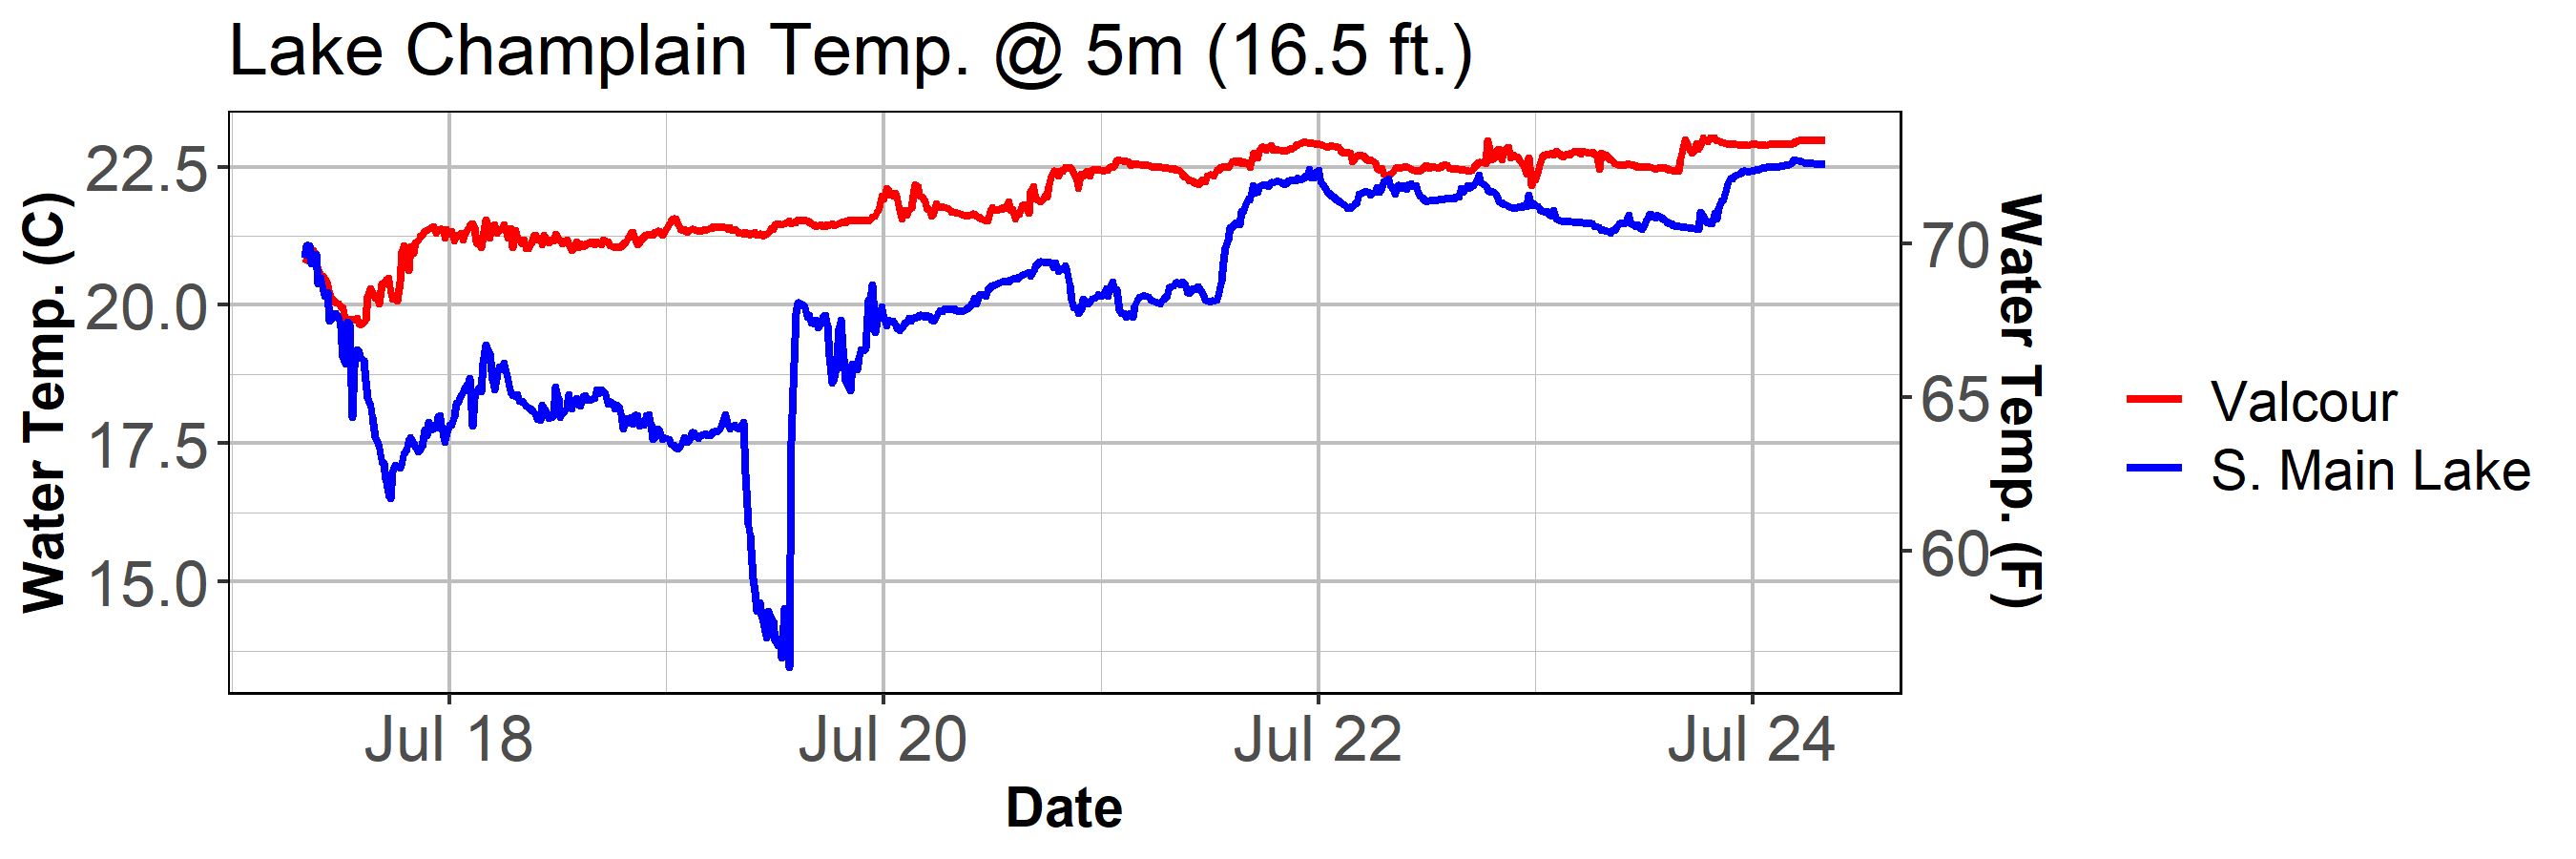 Lake Champlain Temp. @ 5m (16.5 ft.)
Water Temp. (C)
22.5
20.0
17.5
15.0
70
65
60
Water Temp. (F)
Valcour
S. Main Lake
Jul 18
Jul 20
Jul 22
Jul 24
Date